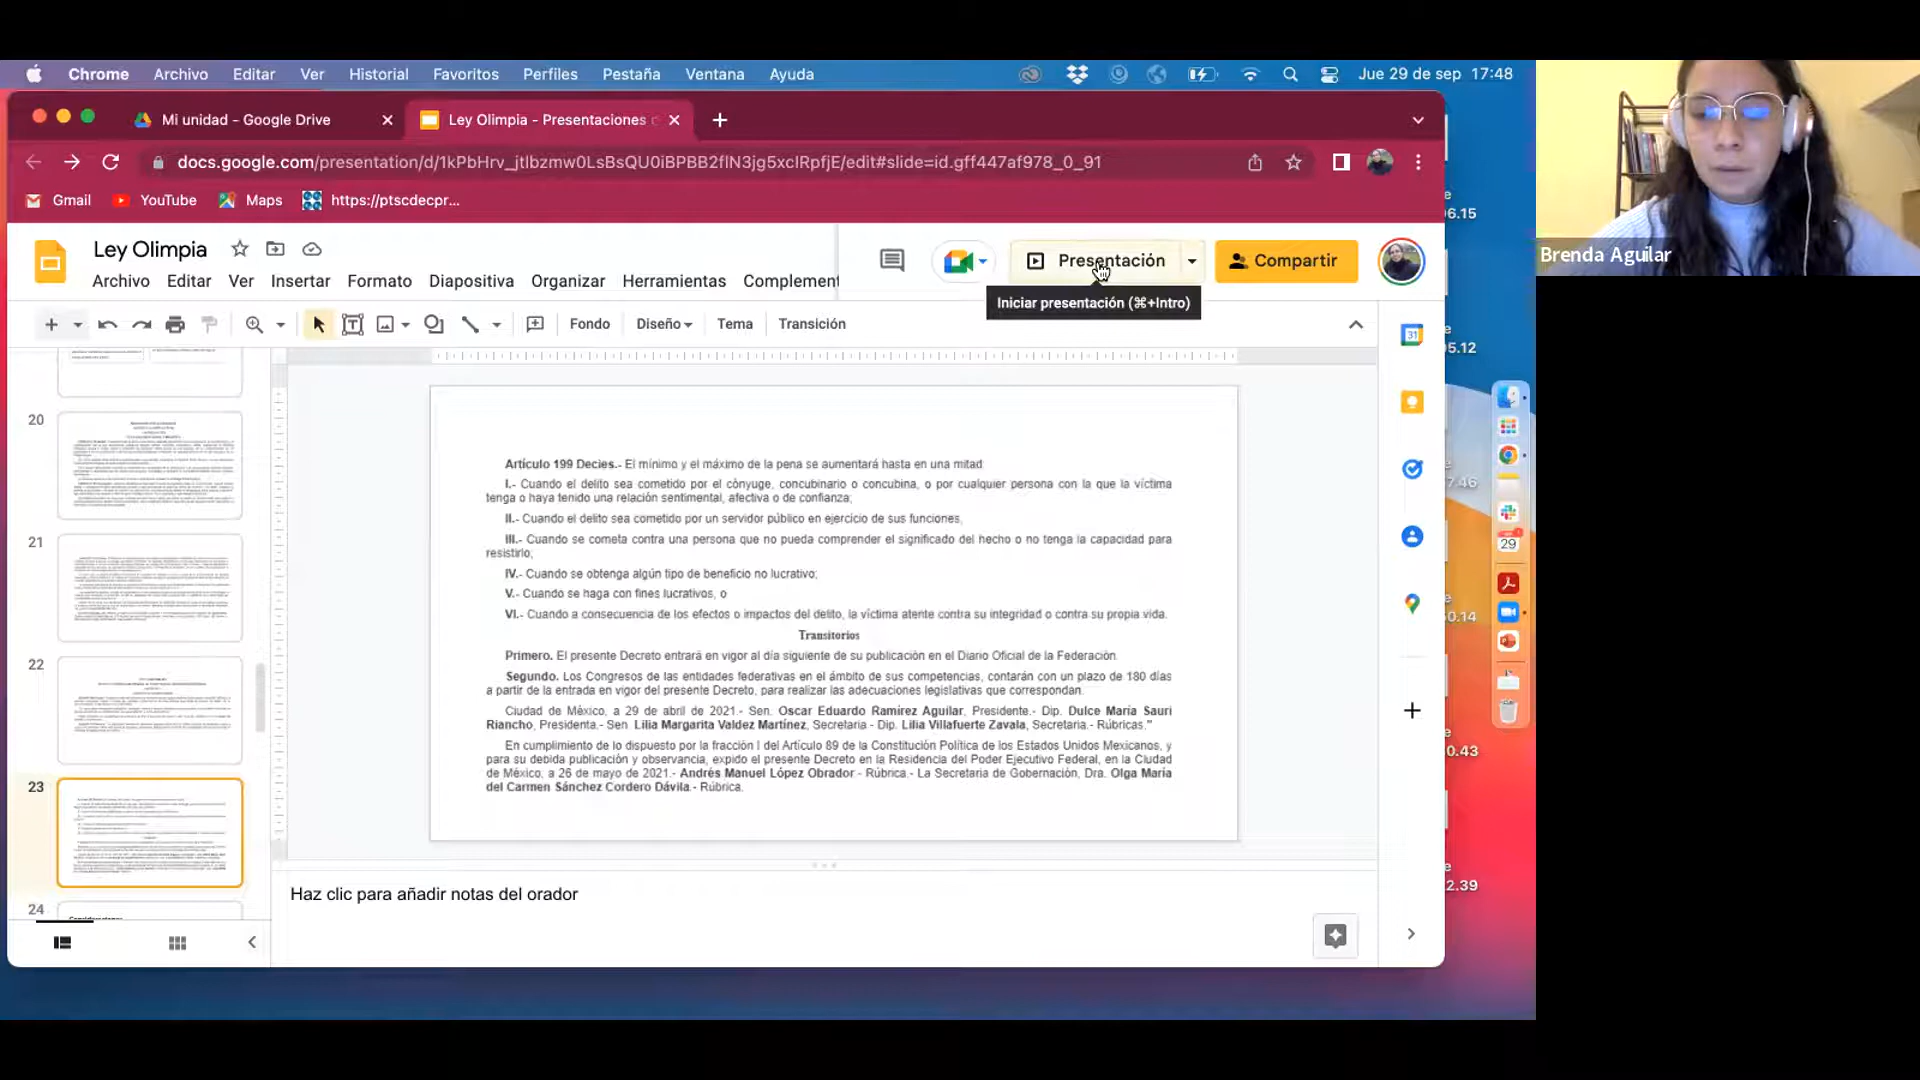 Chrome Archivo Editar Ver Historial Favoritos Perfiles Pestaña Ventana Ayuda Jue 29 de sep 17:48
Mi unidad - Google Drive
Ley Olimpia - Presentaciones
docs.google.com/presentation/d/1kPbHrv_jtlbzmw0LsBsQU0iBPBB2flN3jg5xcIRpfjE/edit#slide=id.gff447af978_0_91
Gmail YouTube Maps https://ptscdecpr...
Ley Olimpia
Archivo Editar Ver Insertar Formato Diapositiva Organizar Herramientas Complement
Presentación
Compartir
Iniciar presentación (⌘+Intro)
Fondo Diseño Tema Transición
20
21
22
23
24
Artículo 199 Decies.- El mínimo y el máximo de la pena se aumentará hasta en una mitad
I.- Cuando el delito sea cometido por el cónyuge, concubinario o concubina, o por cualquier persona con la que la víctima
tenga o haya tenido una relación sentimental, afectiva o de confianza;
II.- Cuando el delito sea cometido por un servidor público en ejercicio de sus funciones,
III.- Cuando se cometa contra una persona que no pueda comprender el significado del hecho o no tenga la capacidad para
resistirlo;
IV.- Cuando se obtenga algún tipo de beneficio no lucrativo;
V.- Cuando se haga con fines lucrativos, o
VI.- Cuando a consecuencia de los efectos o impactos del delito, la víctima atente contra su integridad o contra su propia vida.
Transitorios
Primero. El presente Decreto entrará en vigor al día siguiente de su publicación en el Diario Oficial de la Federación.
Segundo. Los Congresos de las entidades federativas en el ámbito de sus competencias, contarán con un plazo de 180 días
a partir de la entrada en vigor del presente Decreto, para realizar las adecuaciones legislativas que correspondan.
Ciudad de México, a 29 de abril de 2021.- Sen. Oscar Eduardo Ramírez Aguilar, Presidente.- Dip. Dulce María Sauri
Riancho, Presidenta.- Sen. Lilia Margarita Valdez Martínez, Secretaria.- Dip. Lilia Villafuerte Zavala, Secretaria.- Rúbricas."
En cumplimiento de lo dispuesto por la fracción I del Artículo 89 de la Constitución Política de los Estados Unidos Mexicanos, y
para su debida publicación y observancia, expido el presente Decreto en la Residencia del Poder Ejecutivo Federal, en la Ciudad
de México, a 26 de mayo de 2021.- Andrés Manuel López Obrador.- Rúbrica.- La Secretaria de Gobernación, Dra. Olga María
del Carmen Sánchez Cordero Dávila.- Rúbrica.
Haz clic para añadir notas del orador
Brenda Aguilar
6.15
5.12
7.46
0.14
0.43
2.39
31
29